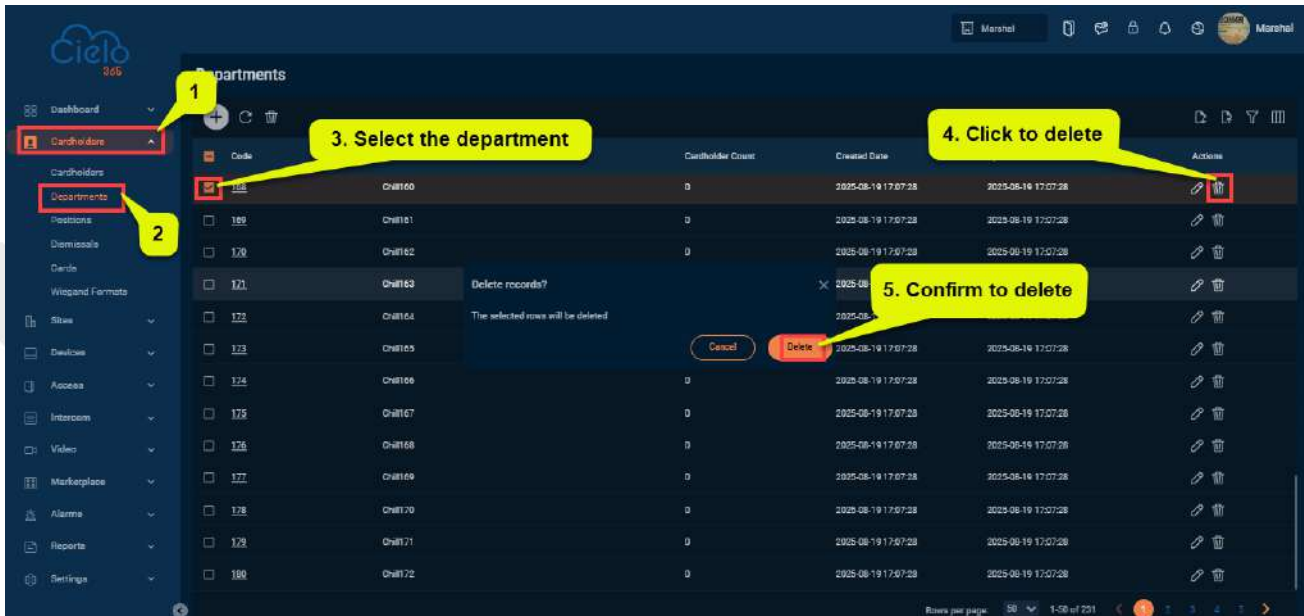 Cielo
365
Marshal
Marshal
Departments
1
Dashboard
Cardholders
Cardholders
Departments
2
Positions
Dismissals
Cards
Wiegand Formats
Sites
Devices
Access
Intercom
Video
Marketplace
Alarms
Reports
Settings
3. Select the department
4. Click to delete
Code Cardholder Count Created Date Actions
168 Chill160 0 2025-08-19 17:07:28 2025-08-19 17:07:28
169 Chill161 0 2025-08-19 17:07:28 2025-08-19 17:07:28
170 Chill162 0 2025-08-19 17:07:28 2025-08-19 17:07:28
171 Chill163 2025-08
172 Chill164 2025-08-
173 Chill165 2025-08-19 17:07:28 2025-08-19 17:07:28
174 Chill166 0 2025-08-19 17:07:28 2025-08-19 17:07:28
175 Chill167 0 2025-08-19 17:07:28 2025-08-19 17:07:28
176 Chill168 0 2025-08-19 17:07:28 2025-08-19 17:07:28
177 Chill169 0 2025-08-19 17:07:28 2025-08-19 17:07:28
178 Chill170 0 2025-08-19 17:07:28 2025-08-19 17:07:28
179 Chill171 0 2025-08-19 17:07:28 2025-08-19 17:07:28
180 Chill172 0 2025-08-19 17:07:28 2025-08-19 17:07:28
Delete records?
The selected rows will be deleted
Cancel Delete
5. Confirm to delete
Rows per page: 50 1-50 of 231 1 2 3 4 5